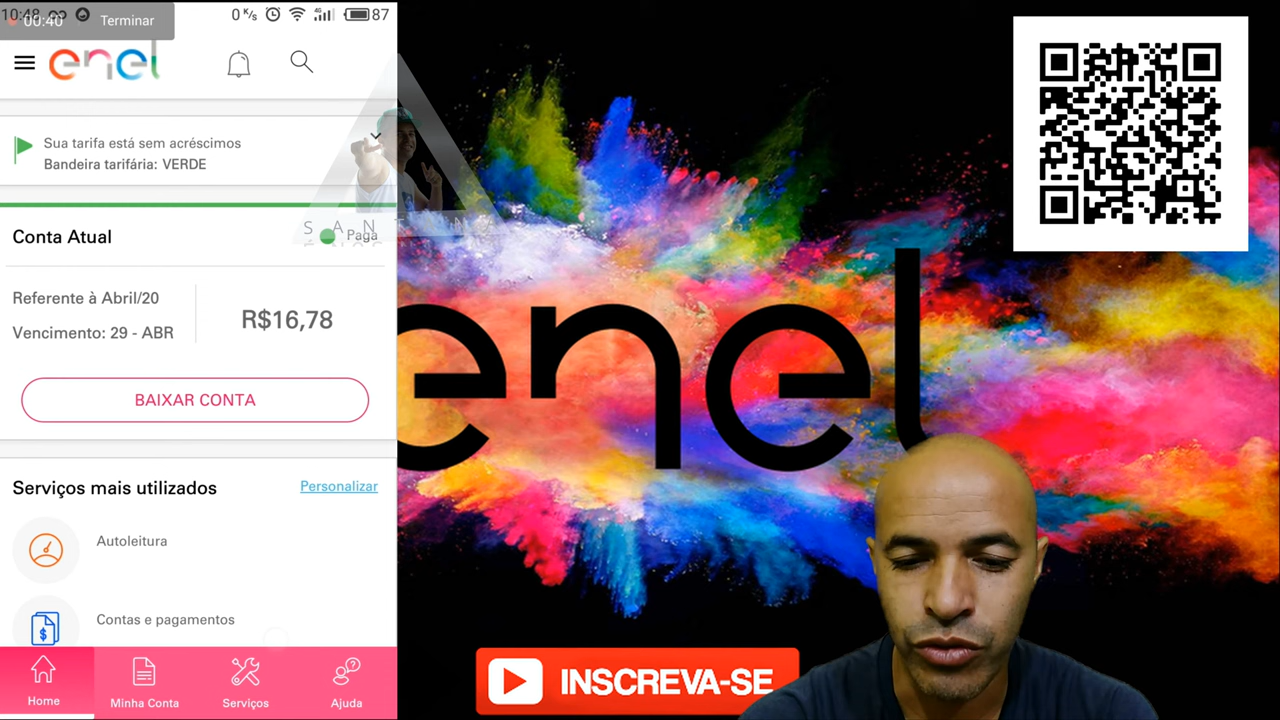 10:48
00:40 Terminar
0 K/s 4G 87
enel
Sua tarifa está sem acréscimos
Bandeira tarifária: VERDE
Conta Atual
Paga
Referente à Abril/20
Vencimento: 29 - ABR
R$16,78
BAIXAR CONTA
Serviços mais utilizados
Personalizar
Autoleitura
Contas e pagamentos
Home
Minha Conta
Serviços
Ajuda
enel
INSCREVA-SE